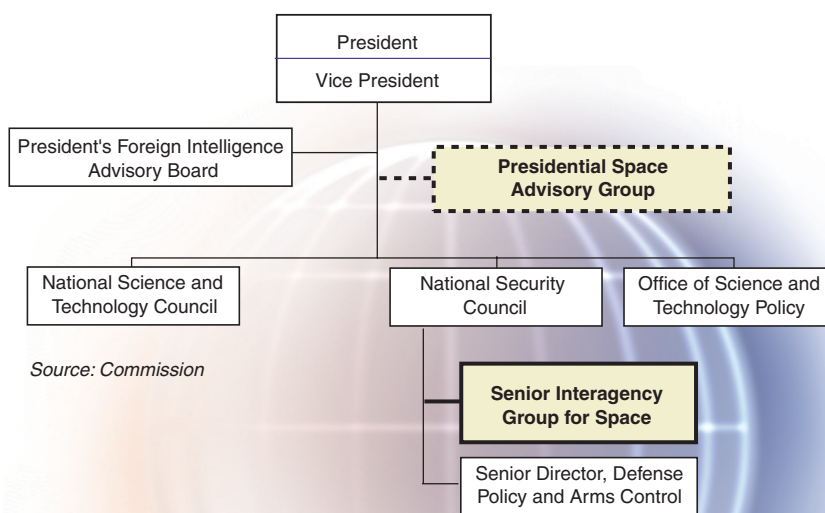 President
Vice President
President's Foreign Intelligence
Advisory Board
Presidential Space
Advisory Group
National Science and
Technology Council
National Security
Council
Office of Science and
Technology Policy
Source: Commission
Senior Interagency
Group for Space
Senior Director, Defense
Policy and Arms Control